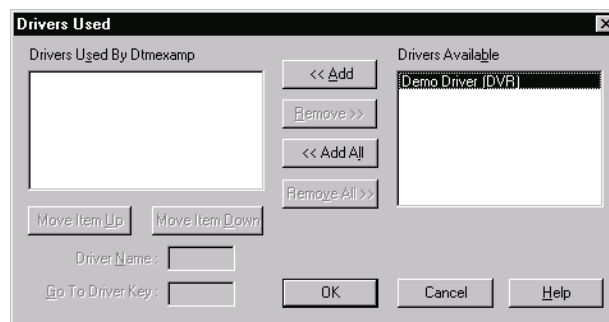 Drivers Used
Drivers Used By Dtmexamp
<< Add
Remove >>
<< Add All
Remove All >>
Drivers Available
Demo Driver (DVR)
Move Item Up
Move Item Down
Driver Name :
Go To Driver Key :
OK
Cancel
Help